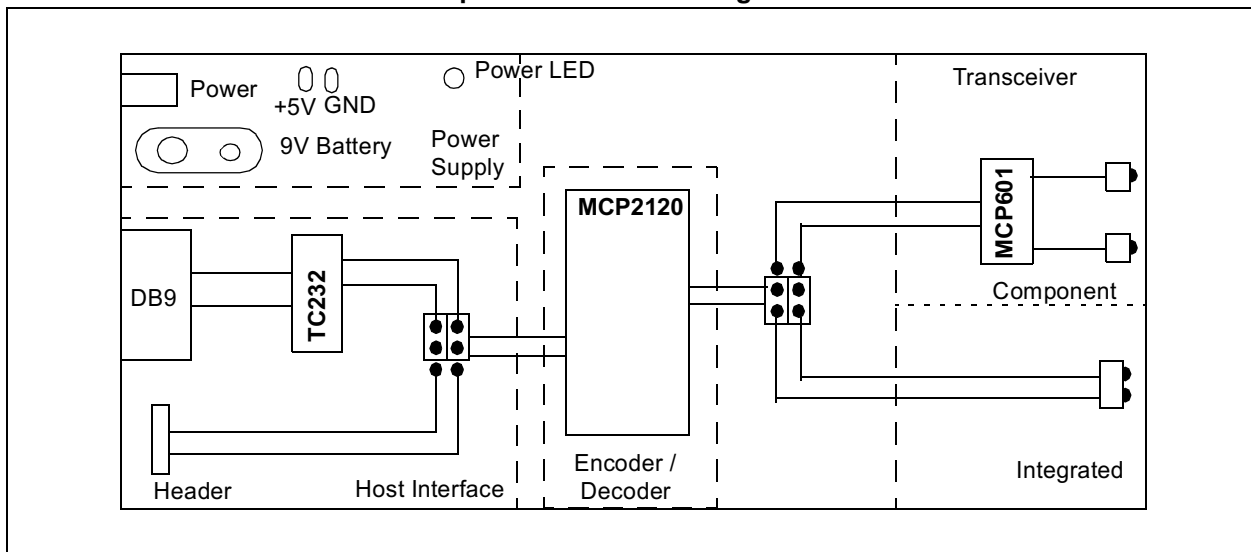 Power
+5V GND
Power LED
9V Battery
Power
Supply
Transceiver
MCP2120
MCP601
DB9
TC232
Component
Header
Host Interface
Encoder /
Decoder
Integrated